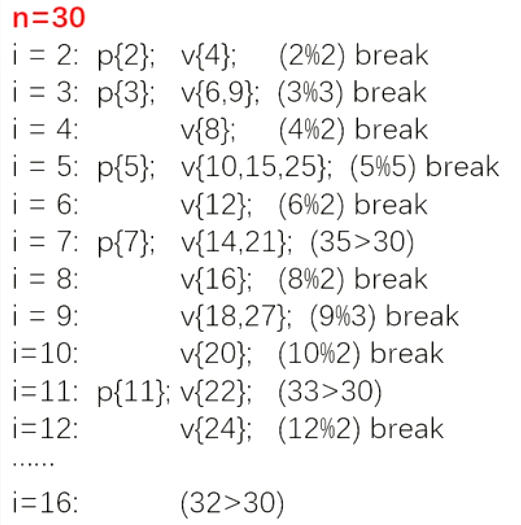 n=30
i = 2: p{2}; v{4}; (2%2) break
i = 3: p{3}; v{6,9}; (3%3) break
i = 4: v{8}; (4%2) break
i = 5: p{5}; v{10,15,25}; (5%5) break
i = 6: v{12}; (6%2) break
i = 7: p{7}; v{14,21}; (35>30)
i = 8: v{16}; (8%2) break
i = 9: v{18,27}; (9%3) break
i=10: v{20}; (10%2) break
i=11: p{11}; v{22}; (33>30)
i=12: v{24}; (12%2) break
......
i=16: (32>30)